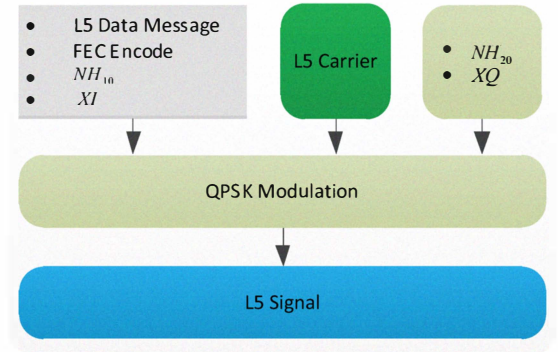 • L5 Data Message
• FEC Encode
• NH₁₀
• XI
L5 Carrier
• NH₂₀
• XQ
QPSK Modulation
L5 Signal